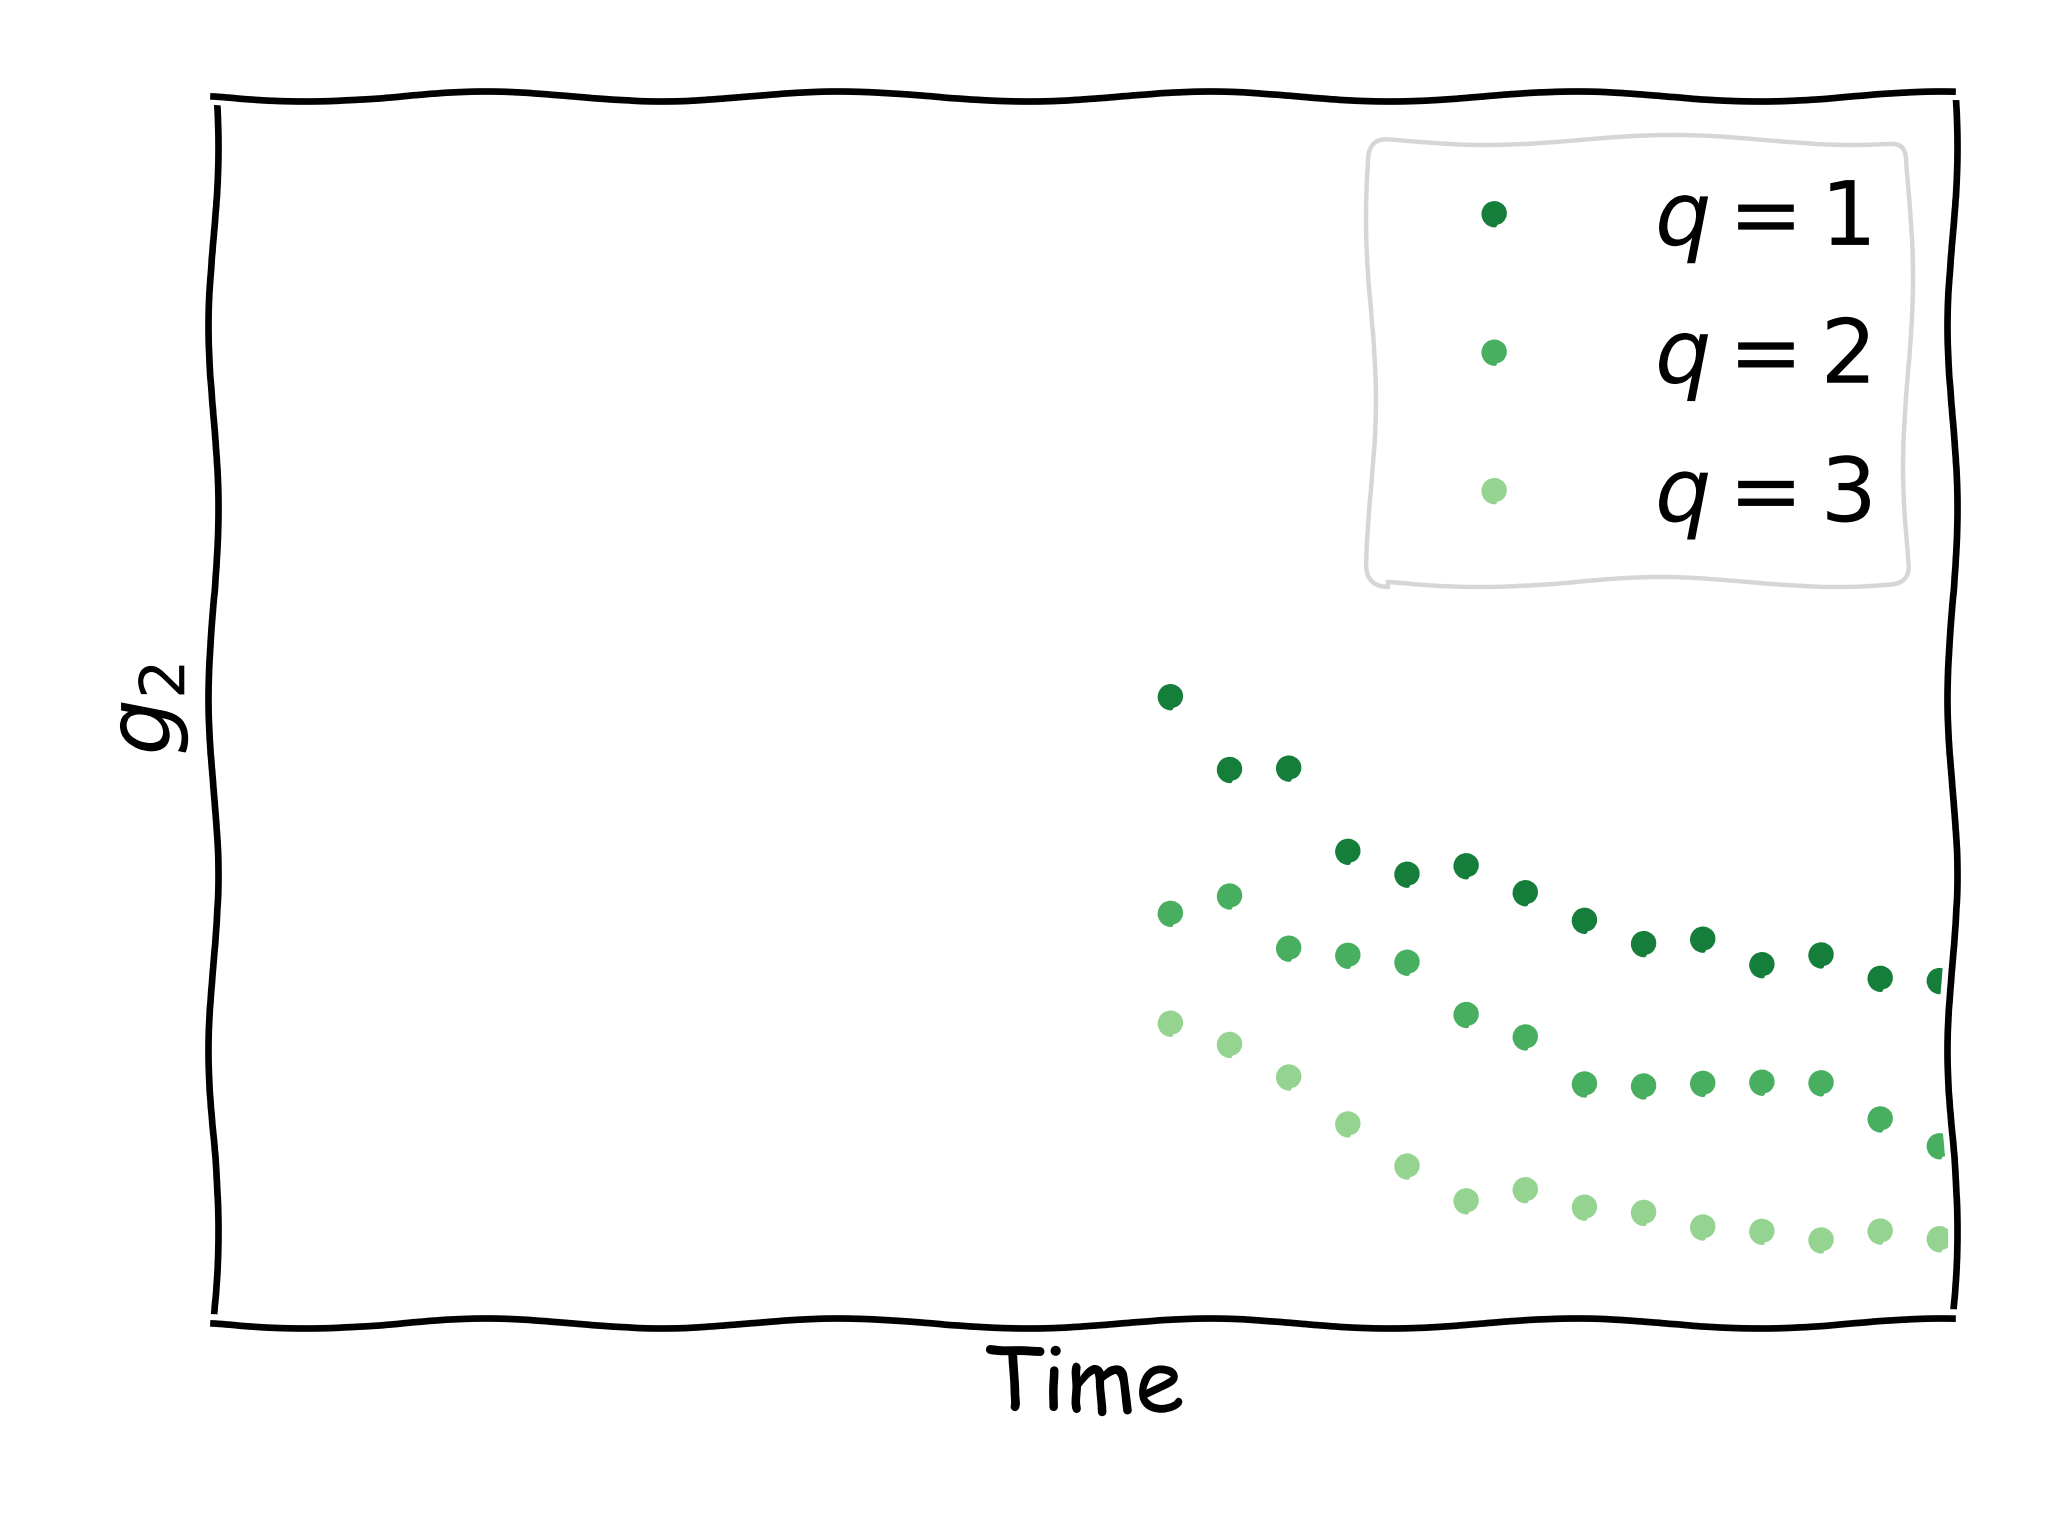 q = 1
q = 2
q = 3
g₂
Time